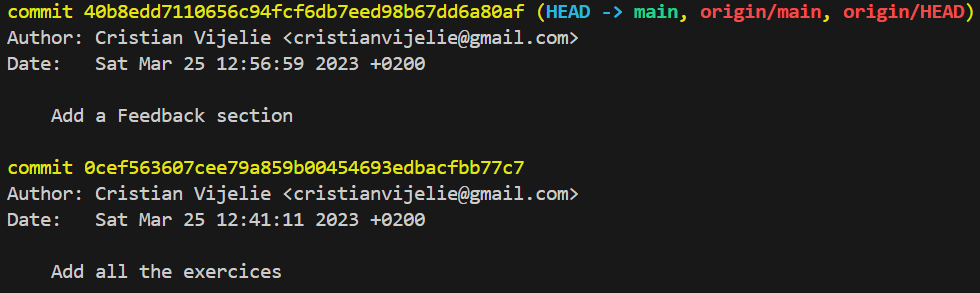 commit 40b8edd7110656c94fcf6db7eed98b67dd6a80af (HEAD -> main, origin/main, origin/HEAD)
Author: Cristian Vijelie <cristianvijelie@gmail.com>
Date:   Sat Mar 25 12:56:59 2023 +0200
Add a Feedback section
commit 0cef563607cee79a859b00454693edbacfbb77c7
Author: Cristian Vijelie <cristianvijelie@gmail.com>
Date:   Sat Mar 25 12:41:11 2023 +0200
Add all the exercices